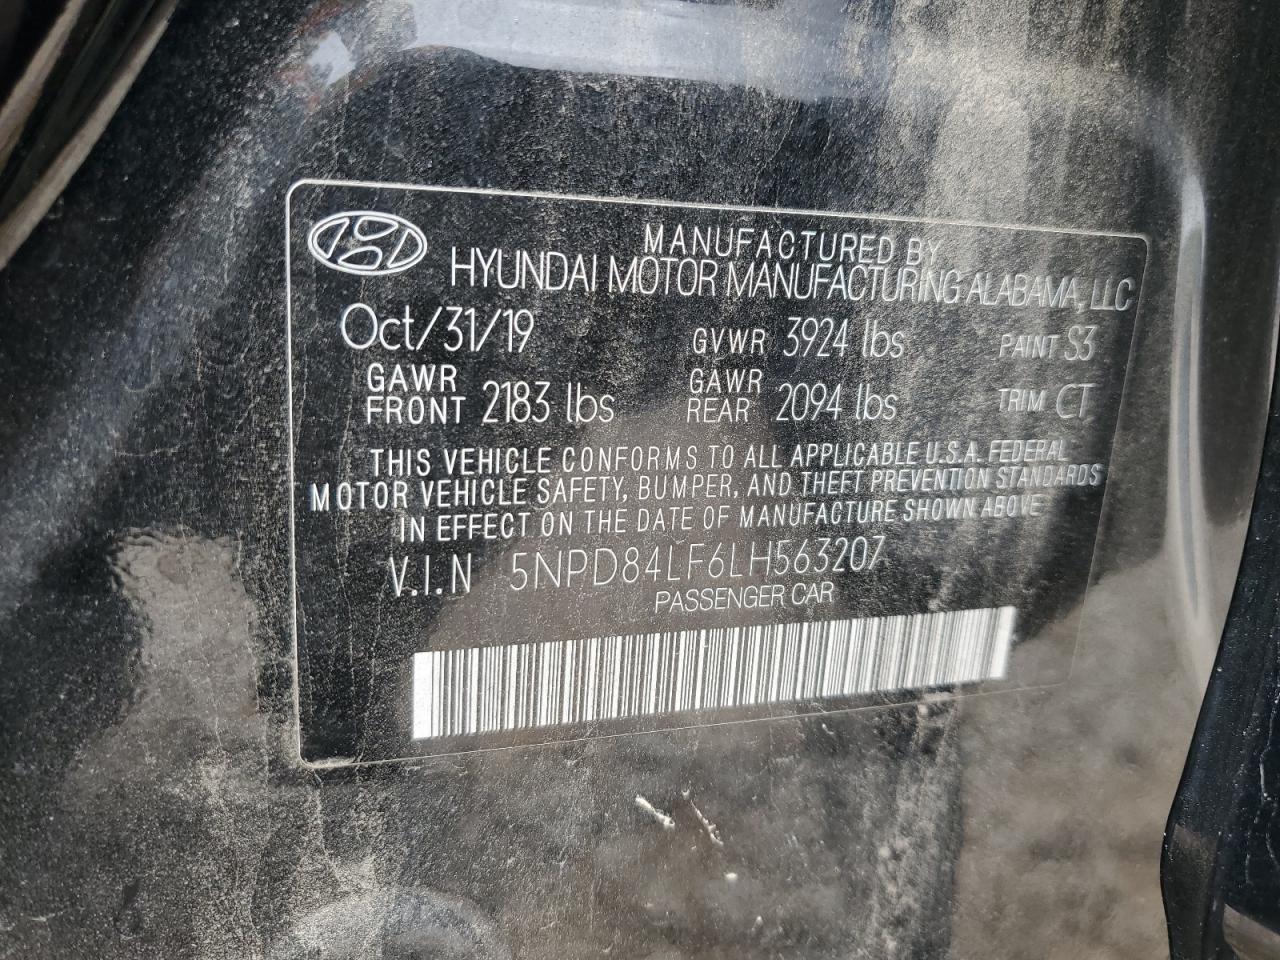 MANUFACTURED BY
HYUNDAI MOTOR MANUFACTURING ALABAMA, LLC
Oct/31/19 GVWR 3924 lbs PAINT S3
GAWR FRONT 2183 lbs GAWR REAR 2094 lbs TRIM CT
THIS VEHICLE CONFORMS TO ALL APPLICABLE U.S.A. FEDERAL
MOTOR VEHICLE SAFETY, BUMPER, AND THEFT PREVENTION STANDARDS
IN EFFECT ON THE DATE OF MANUFACTURE SHOWN ABOVE
V.I.N 5NPD84LF6LH563207
PASSENGER CAR